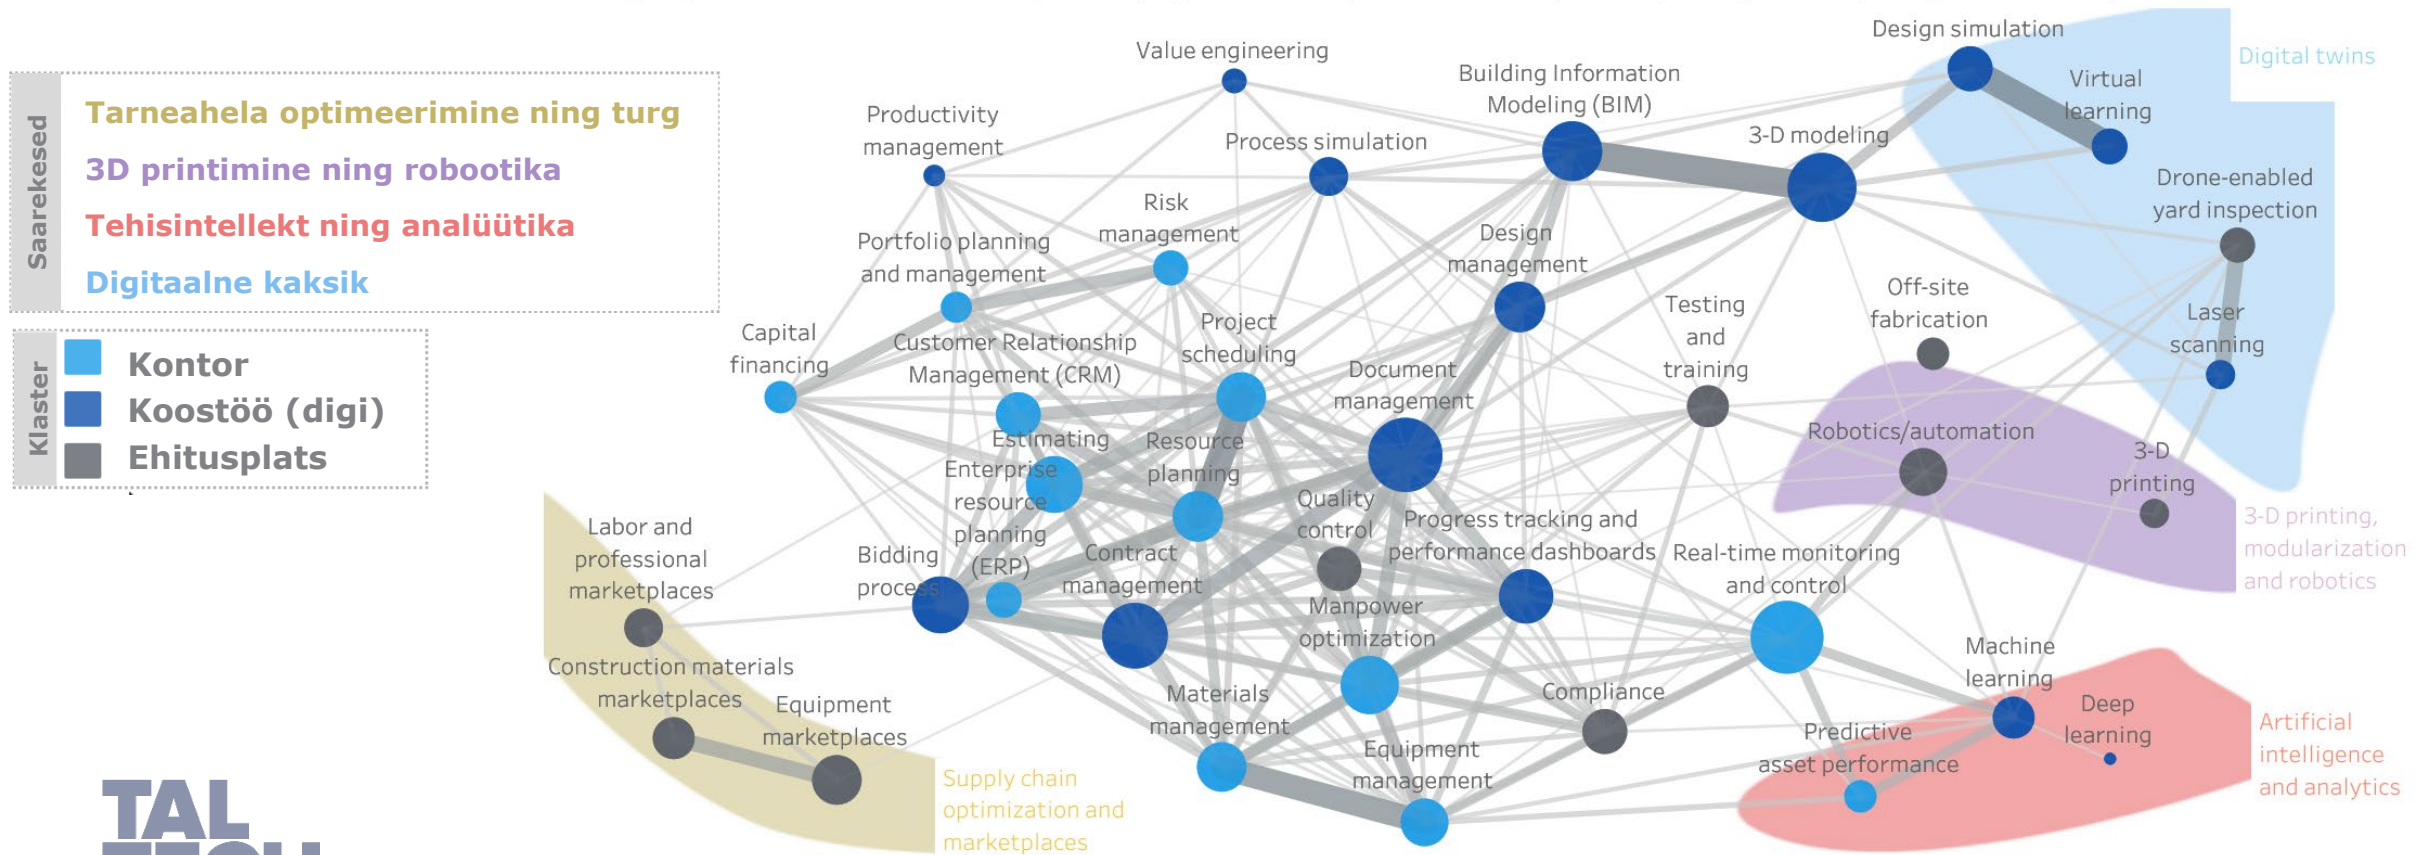 Saarekesed
Tarneahela optimeerimine ning turg
3D printimine ning robootika
Tehisintellekt ning analüütika
Digitaalne kaksik
Klaster
Kontor
Koostöö (digi)
Ehitusplats
TAL
TECH
Value engineering
Productivity
management
Process simulation
Building Information
Modeling (BIM)
3-D modeling
Design simulation
Virtual
learning
Digital twins
Drone-enabled
yard inspection
Risk
management
Portfolio planning
and management
Design
management
Testing
and
training
Off-site
fabrication
Laser
scanning
Capital
financing
Customer Relationship
Management (CRM)
Project
scheduling
Document
management
Estimating
Resource
planning
Robotics/automation
3-D
printing
3-D printing,
modularization
and robotics
Enterprise
resource
planning
(ERP)
Quality
control
Progress tracking and
performance dashboards
Real-time monitoring
and control
Labor and
professional
marketplaces
Bidding
process
Contract
management
Manpower
optimization
Construction materials
marketplaces
Equipment
marketplaces
Materials
management
Compliance
Equipment
management
Machine
learning
Deep
learning
Predictive
asset performance
Artificial
intelligence
and analytics
Supply chain
optimization and
marketplaces